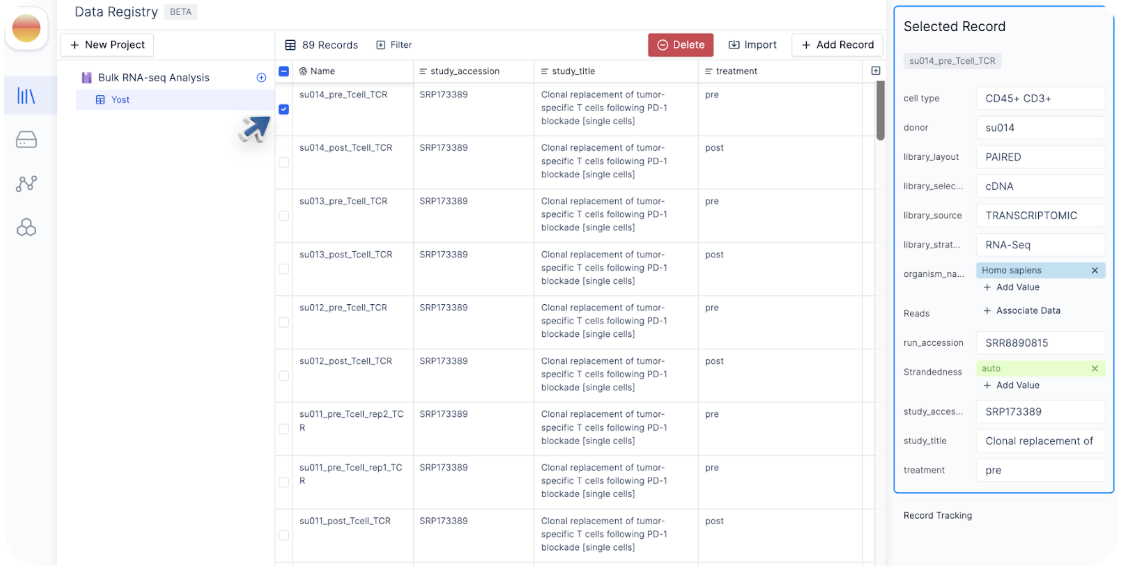 Data Registry BETA
+ New Project
89 Records Filter Delete Import + Add Record
Bulk RNA-seq Analysis
Yost
Name study_accession study_title treatment
su014_pre_Tcell_TCR SRP173389 Clonal replacement of tumor- pre
specific T cells following PD-1
blockade [single cells]
su014_post_Tcell_TCR SRP173389 Clonal replacement of tumor- post
specific T cells following PD-1
blockade [single cells]
su013_pre_Tcell_TCR SRP173389 Clonal replacement of tumor- pre
specific T cells following PD-1
blockade [single cells]
su013_post_Tcell_TCR SRP173389 Clonal replacement of tumor- post
specific T cells following PD-1
blockade [single cells]
su012_pre_Tcell_TCR SRP173389 Clonal replacement of tumor- pre
specific T cells following PD-1
blockade [single cells]
su012_post_Tcell_TCR SRP173389 Clonal replacement of tumor- post
specific T cells following PD-1
blockade [single cells]
su011_pre_Tcell_rep2_TC SRP173389 Clonal replacement of tumor- pre
R specific T cells following PD-1
blockade [single cells]
su011_pre_Tcell_rep1_TC SRP173389 Clonal replacement of tumor- pre
R specific T cells following PD-1
blockade [single cells]
su011_post_Tcell_TCR SRP173389 Clonal replacement of tumor- post
specific T cells following PD-1
blockade [single cells]
Selected Record
su014_pre_Tcell_TCR
cell type CD45+ CD3+
donor su014
library_layout PAIRED
library_selec... cDNA
library_source TRANSCRIPTOMIC
library_strat... RNA-Seq
organism_na... Homo sapiens ×
+ Add Value
Reads + Associate Data
run_accession SRR8890815
Strandedness auto ×
+ Add Value
study_acces... SRP173389
study_title Clonal replacement of
treatment pre
Record Tracking